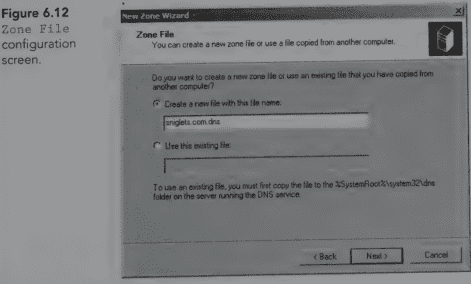 Figure 6.12
Zone File
configuration
screen.
New Zone Wizard
Zone File
You can create a new zone file or use a file copied from another computer.
Do you want to create a new zone file or use an existing file that you have copied from
another computer?
Create a new file with this file name:
sniglets.com.dns
Use this existing file:
To use an existing file, you must first copy the file to the %SystemRoot%\system32\dns
folder on the server running the DNS service.
< Back
Next >
Cancel